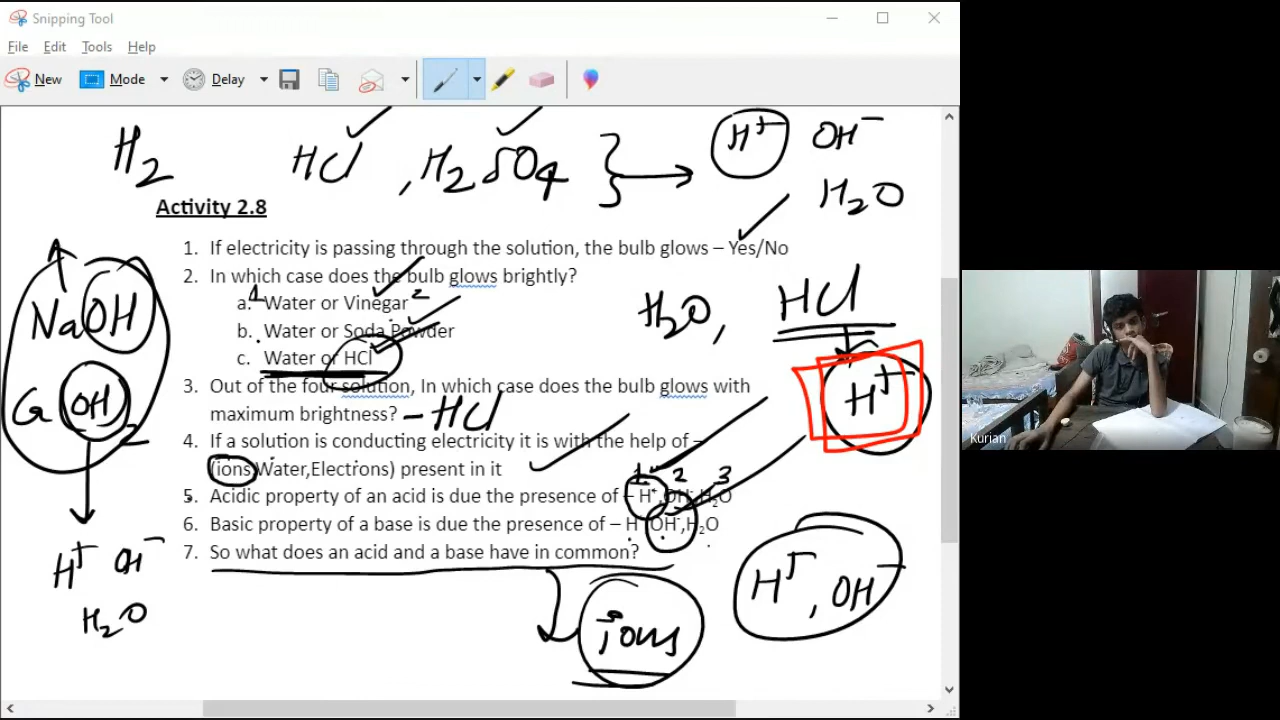 Snipping Tool
File Edit Tools Help
New Mode Delay
H2 HCl , H2SO4 } → H+ OH-
H2O
Activity 2.8
1. If electricity is passing through the solution, the bulb glows – Yes/No
2. In which case does the bulb glows brightly?
a. Water or Vinegar
1 2
b. Water or Soda Powder
c. Water or HCl
H2O, HCl
H+
3. Out of the four solution, In which case does the bulb glows with
maximum brightness? – HCl
4. If a solution is conducting electricity it is with the help of –
(ions, Water,Electrons) present in it
1 2 3
5. Acidic property of an acid is due the presence of – H+,OH-,H2O
6. Basic property of a base is due the presence of – H+,OH-,H2O
7. So what does an acid and a base have in common?
ions
H+, OH-
NaOH
OH 2
H+ OH-
H2O
Kurian